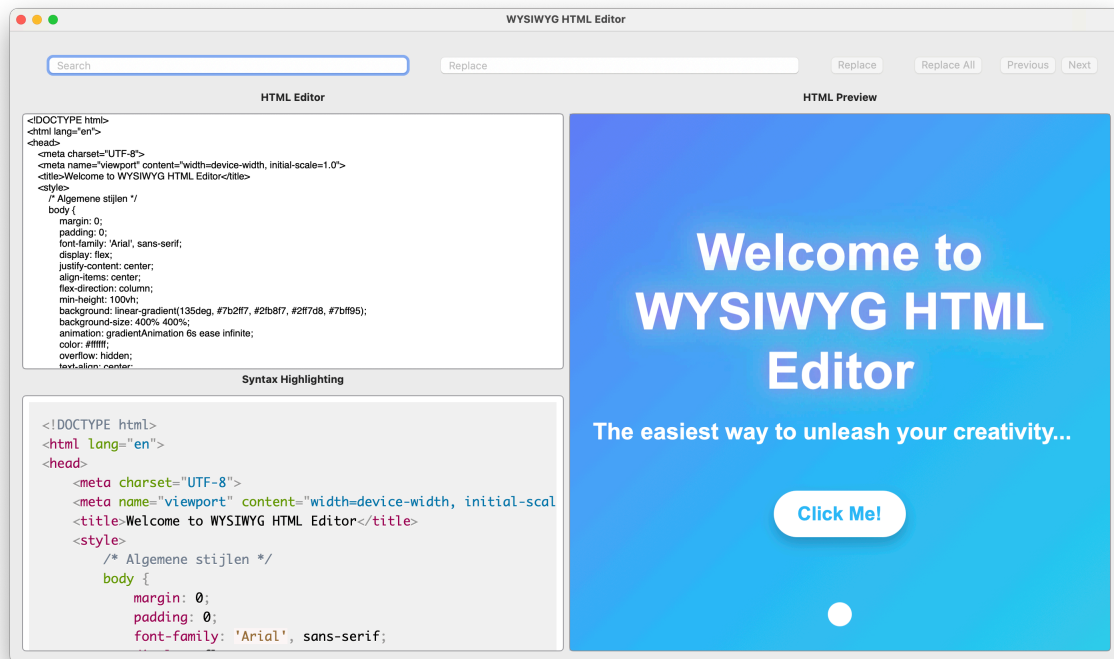 WYSIWYG HTML Editor
Search
Replace
Replace
Replace All
Previous
Next
HTML Editor
<!DOCTYPE html>
<html lang="en">
<head>
<meta charset="UTF-8">
<meta name="viewport" content="width=device-width, initial-scale=1.0">
<title>Welcome to WYSIWYG HTML Editor</title>
<style>
/* Algemene stijlen */
body {
margin: 0;
padding: 0;
font-family: 'Arial', sans-serif;
display: flex;
justify-content: center;
align-items: center;
flex-direction: column;
min-height: 100vh;
background: linear-gradient(135deg, #7b2ff7, #2fb8f7, #2ff7d8, #7bff95);
background-size: 400% 400%;
animation: gradientAnimation 6s ease infinite;
color: #ffffff;
overflow: hidden;
text-align: center;
Syntax Highlighting
<!DOCTYPE html>
<html lang="en">
<head>
<meta charset="UTF-8">
<meta name="viewport" content="width=device-width, initial-scal
<title>Welcome to WYSIWYG HTML Editor</title>
<style>
/* Algemene stijlen */
body {
margin: 0;
padding: 0;
font-family: 'Arial', sans-serif;
HTML Preview
Welcome to
WYSIWYG HTML
Editor
The easiest way to unleash your creativity...
Click Me!